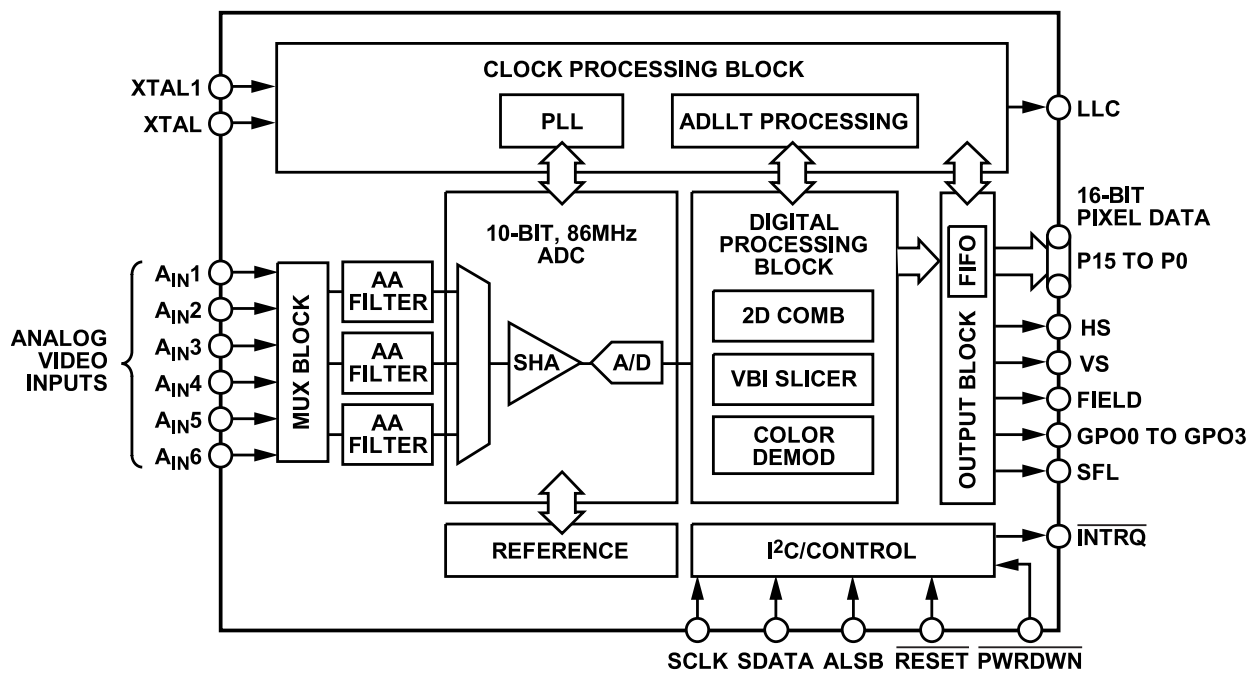 CLOCK PROCESSING BLOCK
XTAL1
XTAL
PLL
ADLLT PROCESSING
LLC
16-BIT
PIXEL DATA
P15 TO P0
10-BIT, 86MHz
ADC
DIGITAL
PROCESSING
BLOCK
FIFO
OUTPUT BLOCK
ANALOG
VIDEO
INPUTS
AIN1
AIN2
AIN3
AIN4
AIN5
AIN6
MUX BLOCK
AA
FILTER
AA
FILTER
AA
FILTER
SHA
A/D
2D COMB
VBI SLICER
COLOR
DEMOD
HS
VS
FIELD
GPO0 TO GPO3
SFL
REFERENCE
I²C/CONTROL
INTRQ
SCLK
SDATA
ALSB
RESET
PWRDWN